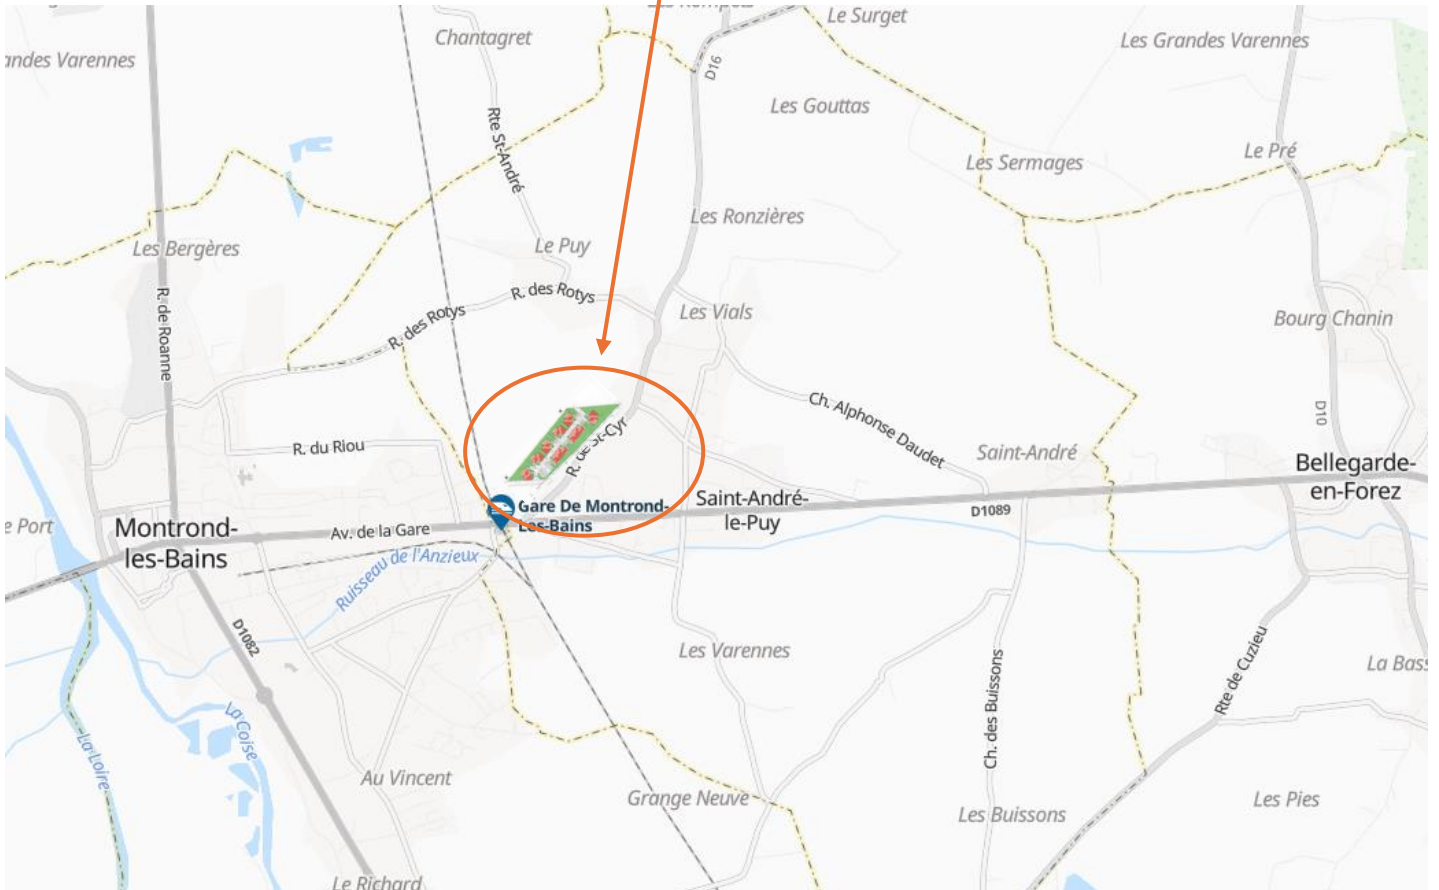 Le Surget
Chantagret
Les Grandes Varennes
andes Varennes
D16
Les Gouttas
Rte St-André
Le Pré
Les Sermages
Les Ronzières
Le Puy
Les Bergères
R. des Rotys
R. de Roanne
R. des Rotys
Les Vials
Bourg Chanin
Ch. Alphonse Daudet
D10
R. de St-Cyr
R. du Riou
Saint-André
Bellegarde-
en-Forez
Gare De Montrond-
Les-Bains
Saint-André-
le-Puy
D1089
e Port
Montrond-
les-Bains
Av. de la Gare
Ruisseau de l'Anzieux
D1082
Les Varennes
La Bass
Rte de Cuzieu
Ch. des Buissons
La Coise
La Loire
Au Vincent
Grange Neuve
Les Buissons
Les Pies
Le Richard